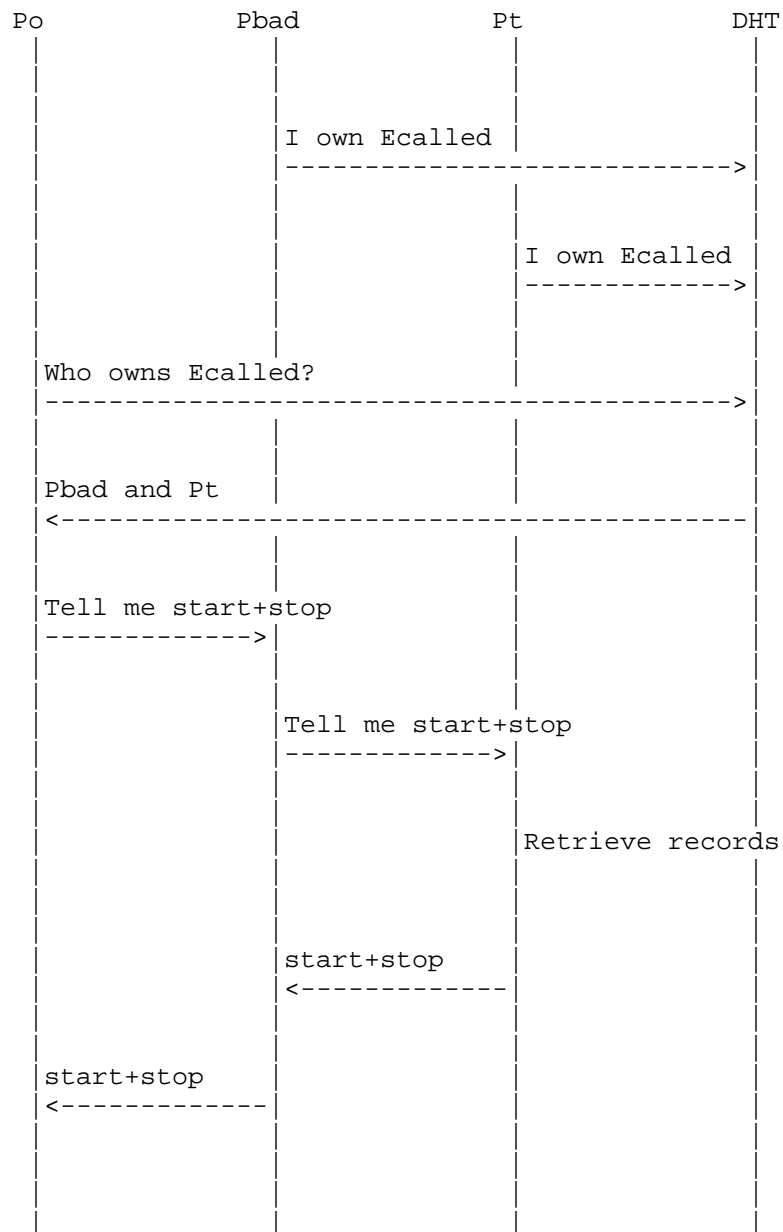 Po Pbad Pt DHT
I own Ecalled
I own Ecalled
Who owns Ecalled?
Pbad and Pt
Tell me start+stop
Tell me start+stop
Retrieve records
start+stop
start+stop